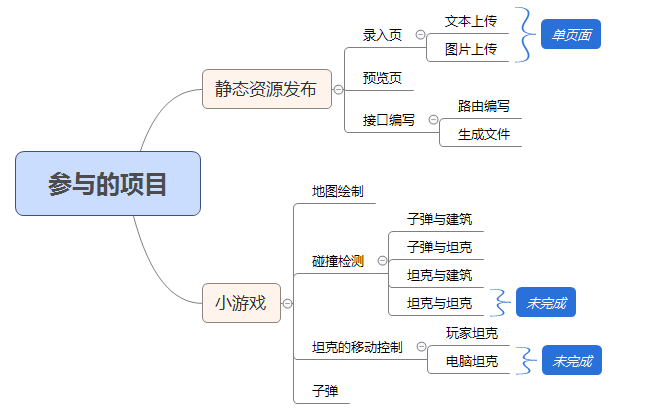 参与的项目
静态资源发布
录入页
文本上传
图片上传
单页面
预览页
接口编写
路由编写
生成文件
小游戏
地图绘制
碰撞检测
子弹与建筑
子弹与坦克
坦克与建筑
坦克与坦克
未完成
坦克的移动控制
玩家坦克
电脑坦克
未完成
子弹